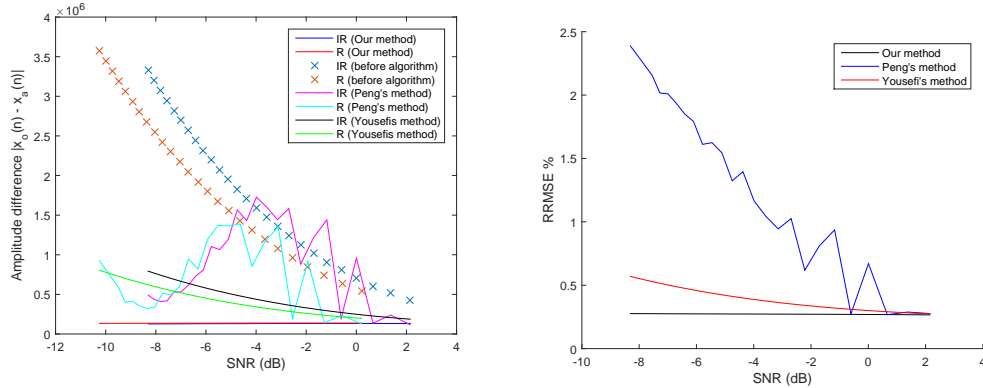 4 ×10^6
3.5
3
2.5
2
1.5
1
0.5
0
-12 -10 -8 -6 -4 -2 0 2 4
SNR (dB)
Amplitude difference |x_o(n) - x_a(n)|
IR (Our method)
R (Our method)
IR (before algorithm)
R (before algorithm)
IR (Peng's method)
R (Peng's method)
IR (Yousefis method)
R (Yousefis method)
2.5
2
1.5
1
0.5
0
-10 -8 -6 -4 -2 0 2 4
SNR (dB)
RRMSE %
Our method
Peng's method
Yousefi's method